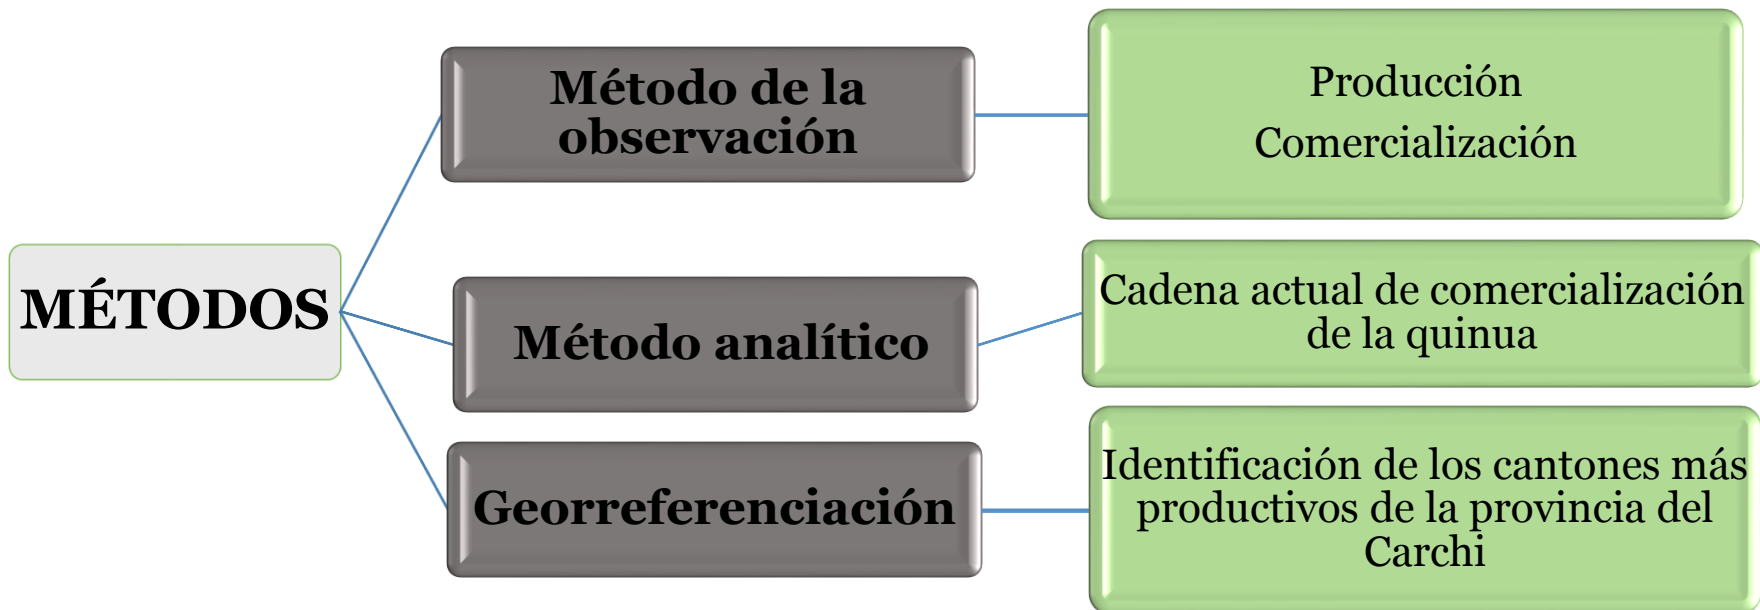 MÉTODOS
Método de la
observación
Producción
Comercialización
Método analítico
Cadena actual de comercialización
de la quinua
Georreferenciación
Identificación de los cantones más
productivos de la provincia del
Carchi